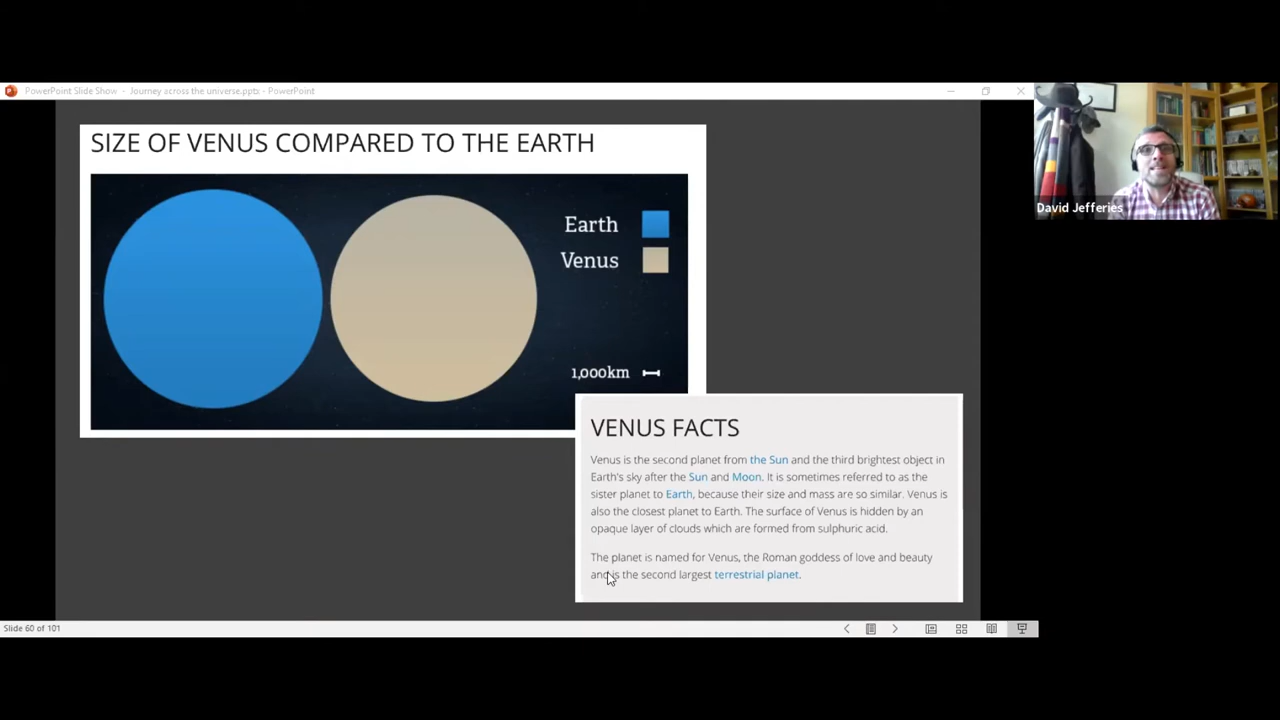 PowerPoint Slide Show - Journey across the universe.pptx - PowerPoint
David Jefferies
SIZE OF VENUS COMPARED TO THE EARTH
Earth
Venus
1,000km
VENUS FACTS
Venus is the second planet from the Sun and the third brightest object in
Earth's sky after the Sun and Moon. It is sometimes referred to as the
sister planet to Earth, because their size and mass are so similar. Venus is
also the closest planet to Earth. The surface of Venus is hidden by an
opaque layer of clouds which are formed from sulphuric acid.
The planet is named for Venus, the Roman goddess of love and beauty
and is the second largest terrestrial planet.
Slide 60 of 101